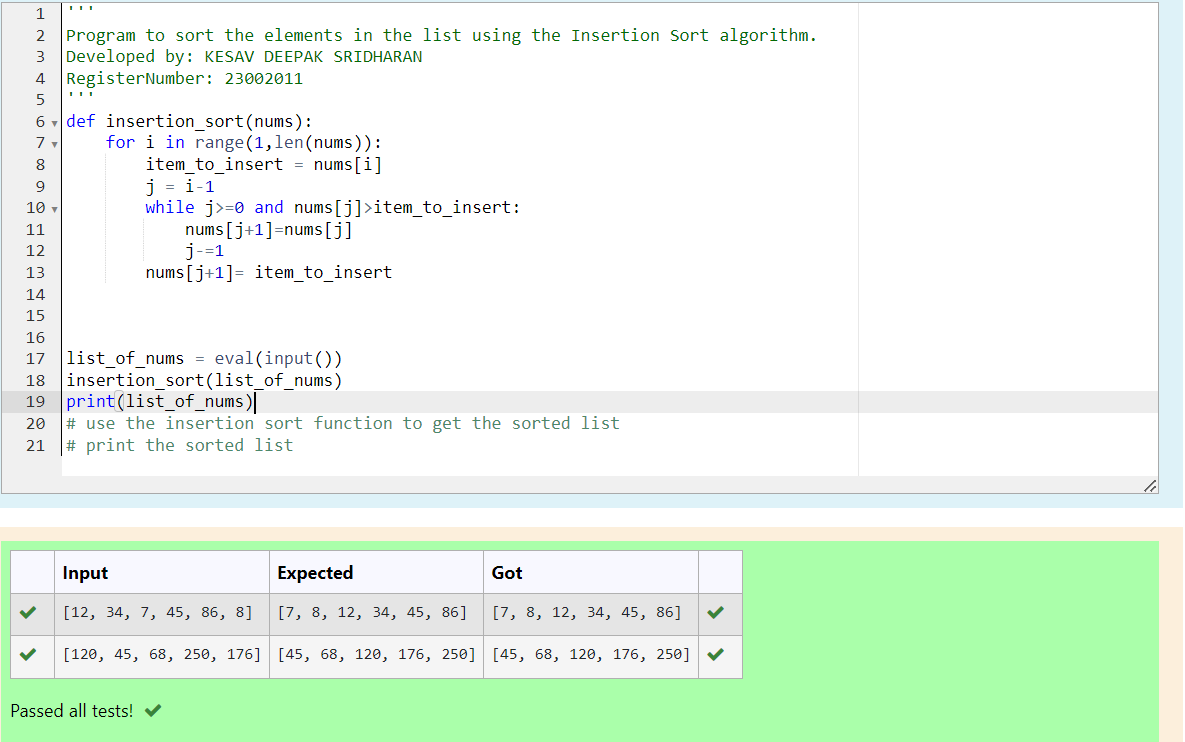 1 '''
2 Program to sort the elements in the list using the Insertion Sort algorithm.
3 Developed by: KESAV DEEPAK SRIDHARAN
4 RegisterNumber: 23002011
5 '''
6 def insertion_sort(nums):
7     for i in range(1,len(nums)):
8         item_to_insert = nums[i]
9         j = i-1
10         while j>=0 and nums[j]>item_to_insert:
11             nums[j+1]=nums[j]
12             j-=1
13         nums[j+1]= item_to_insert
14
15
16
17 list_of_nums = eval(input())
18 insertion_sort(list_of_nums)
19 print(list_of_nums)
20 # use the insertion sort function to get the sorted list
21 # print the sorted list
Input Expected Got
[12, 34, 7, 45, 86, 8] [7, 8, 12, 34, 45, 86] [7, 8, 12, 34, 45, 86]
[120, 45, 68, 250, 176] [45, 68, 120, 176, 250] [45, 68, 120, 176, 250]
Passed all tests!